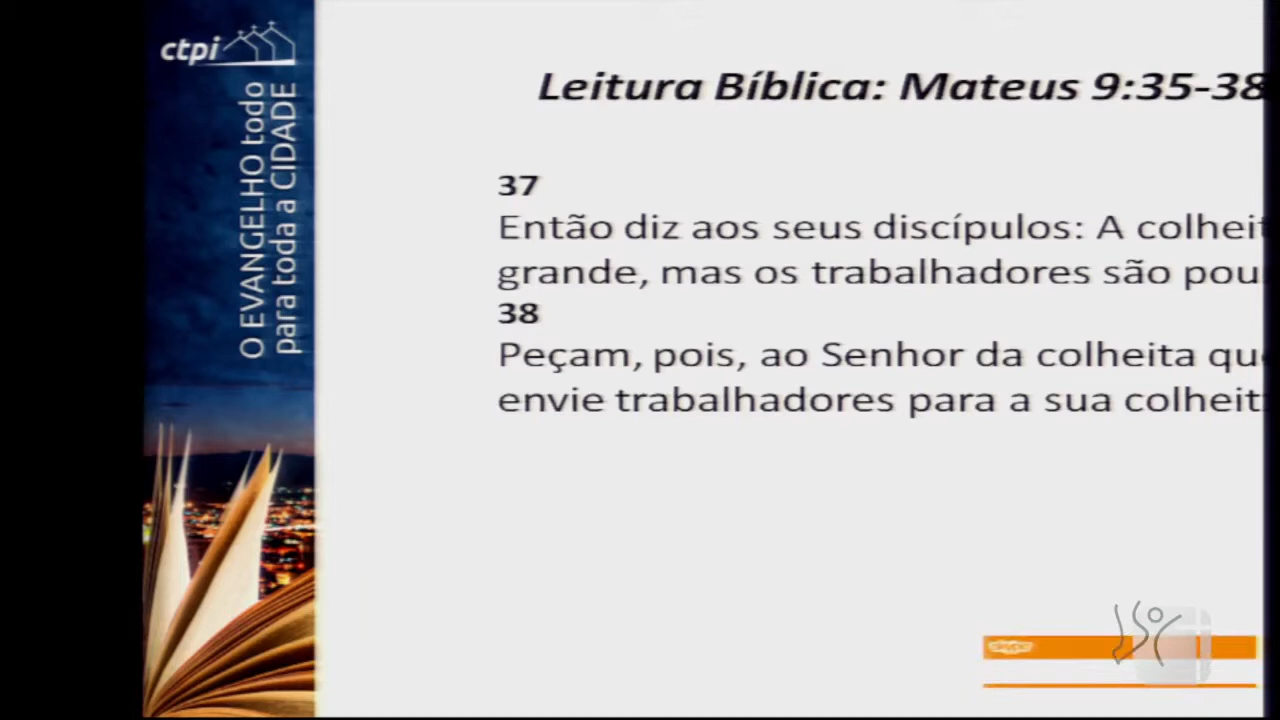 ctpi
O EVANGELHO todo
para toda a CIDADE
Leitura Bíblica: Mateus 9:35-38
37
Então diz aos seus discípulos: A colheit
grande, mas os trabalhadores são pou
38
Peçam, pois, ao Senhor da colheita qu
envie trabalhadores para a sua colheit